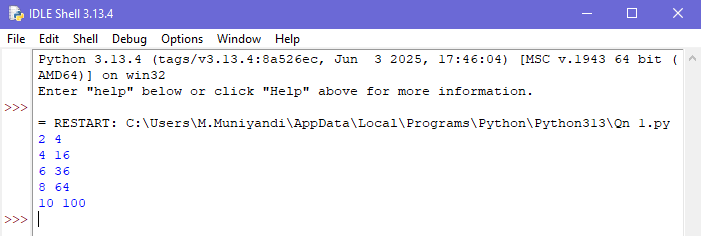 IDLE Shell 3.13.4
File Edit Shell Debug Options Window Help
Python 3.13.4 (tags/v3.13.4:8a526ec, Jun  3 2025, 17:46:04) [MSC v.1943 64 bit (
AMD64)] on win32
Enter "help" below or click "Help" above for more information.
>>>
= RESTART: C:\Users\M.Muniyandi\AppData\Local\Programs\Python\Python313\Qn 1.py
2 4
4 16
6 36
8 64
10 100
>>>